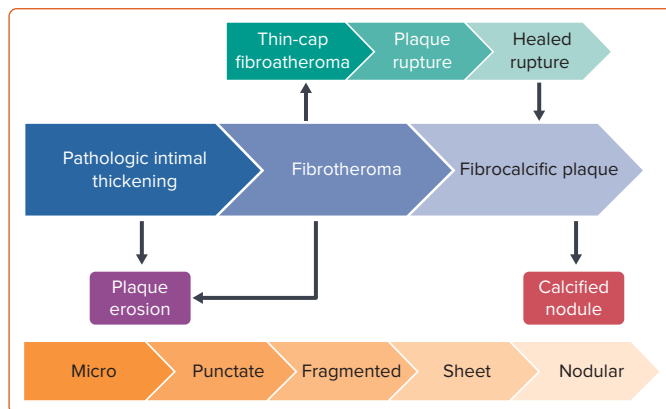 Thin-cap
fibroatheroma
Plaque
rupture
Healed
rupture
Pathologic intimal
thickening
Fibrotheroma
Fibrocalcific plaque
Plaque
erosion
Calcified
nodule
Micro
Punctate
Fragmented
Sheet
Nodular